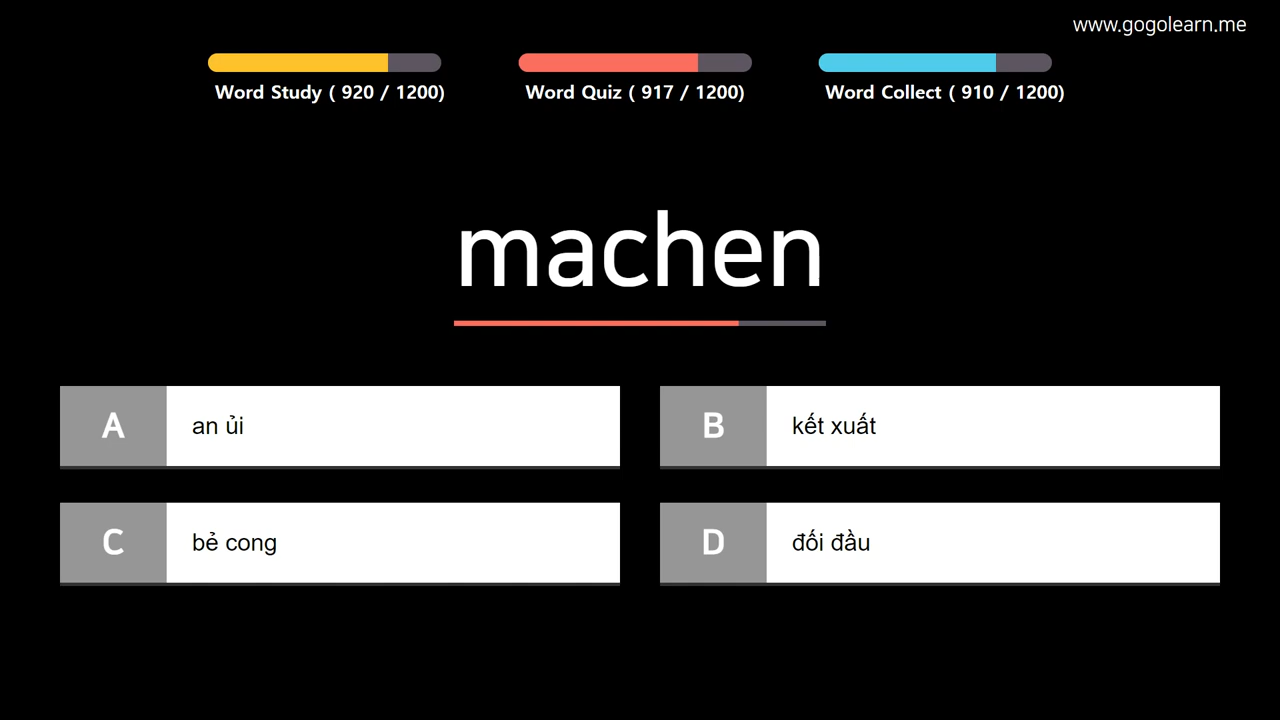 www.gogolearn.me
Word Study ( 920 / 1200)
Word Quiz ( 917 / 1200)
Word Collect ( 910 / 1200)
machen
A an ủi
B kết xuất
C bẻ cong
D đối đầu